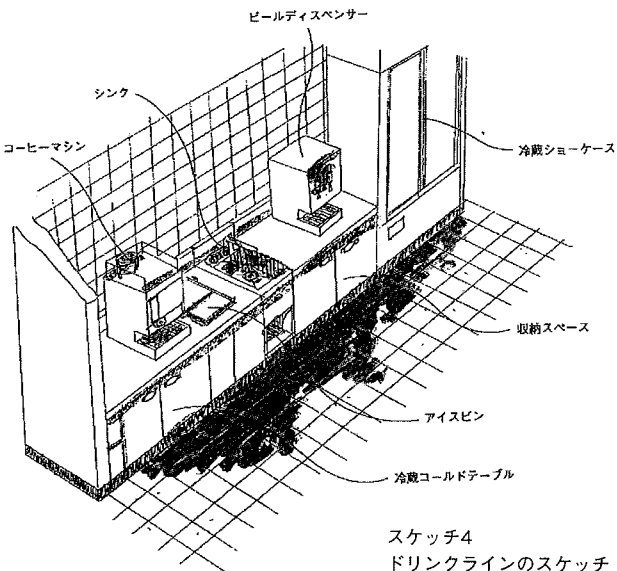 ビールディスペンサー
シンク
コーヒーマシン
冷蔵ショーケース
収納スペース
アイスビン
冷蔵コールドテーブル
スケッチ4
ドリンクラインのスケッチ